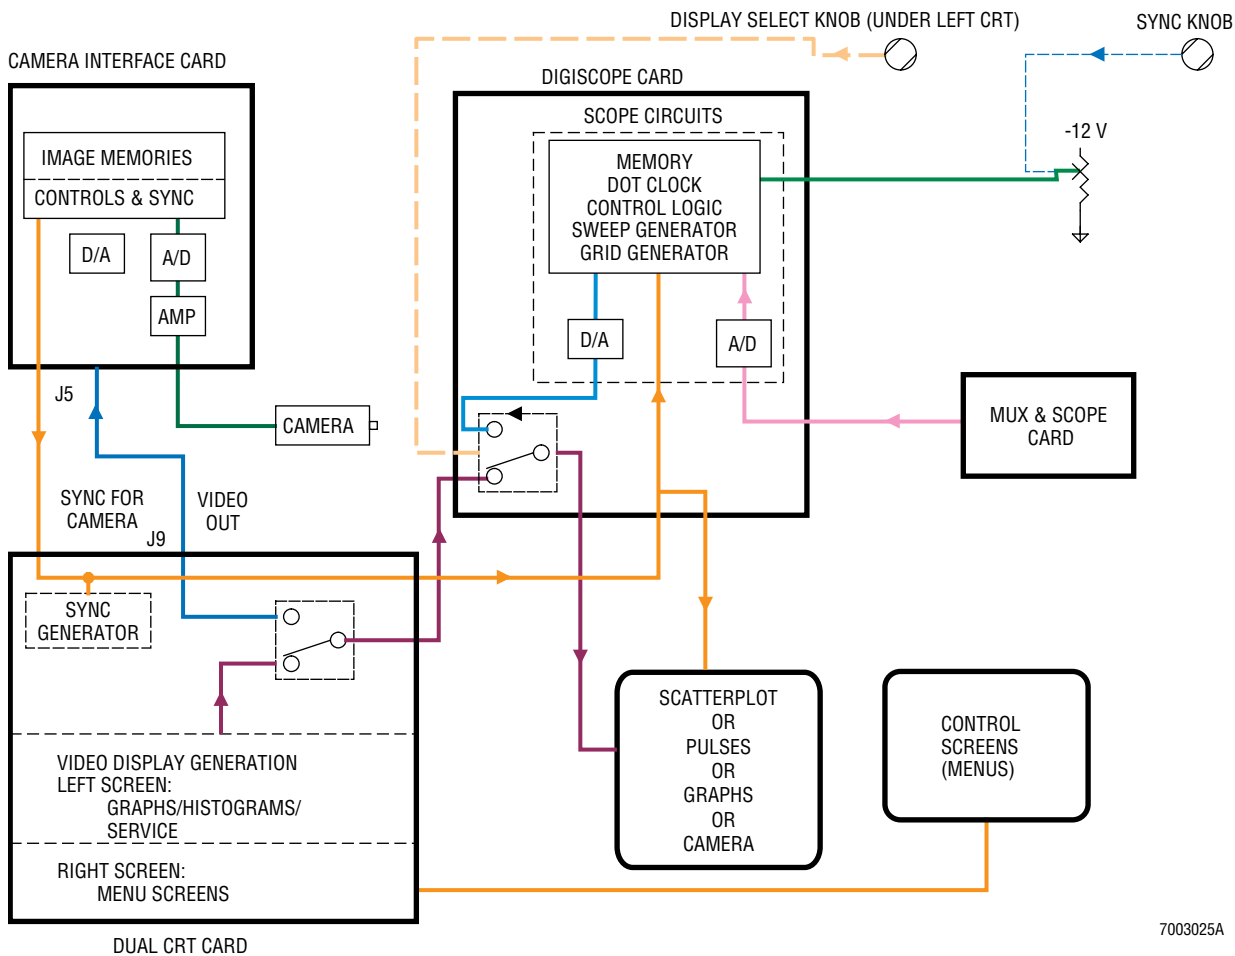 DISPLAY SELECT KNOB (UNDER LEFT CRT)
SYNC KNOB
CAMERA INTERFACE CARD
DIGISCOPE CARD
SCOPE CIRCUITS
-12 V
IMAGE MEMORIES
CONTROLS & SYNC
MEMORY
DOT CLOCK
CONTROL LOGIC
SWEEP GENERATOR
GRID GENERATOR
D/A
A/D
AMP
D/A
A/D
J5
CAMERA
MUX & SCOPE
CARD
SYNC FOR
CAMERA
VIDEO
OUT
J9
SYNC
GENERATOR
SCATTERPLOT
OR
PULSES
OR
GRAPHS
OR
CAMERA
CONTROL
SCREENS
(MENUS)
VIDEO DISPLAY GENERATION
LEFT SCREEN:
GRAPHS/HISTOGRAMS/
SERVICE
RIGHT SCREEN:
MENU SCREENS
DUAL CRT CARD
7003025A